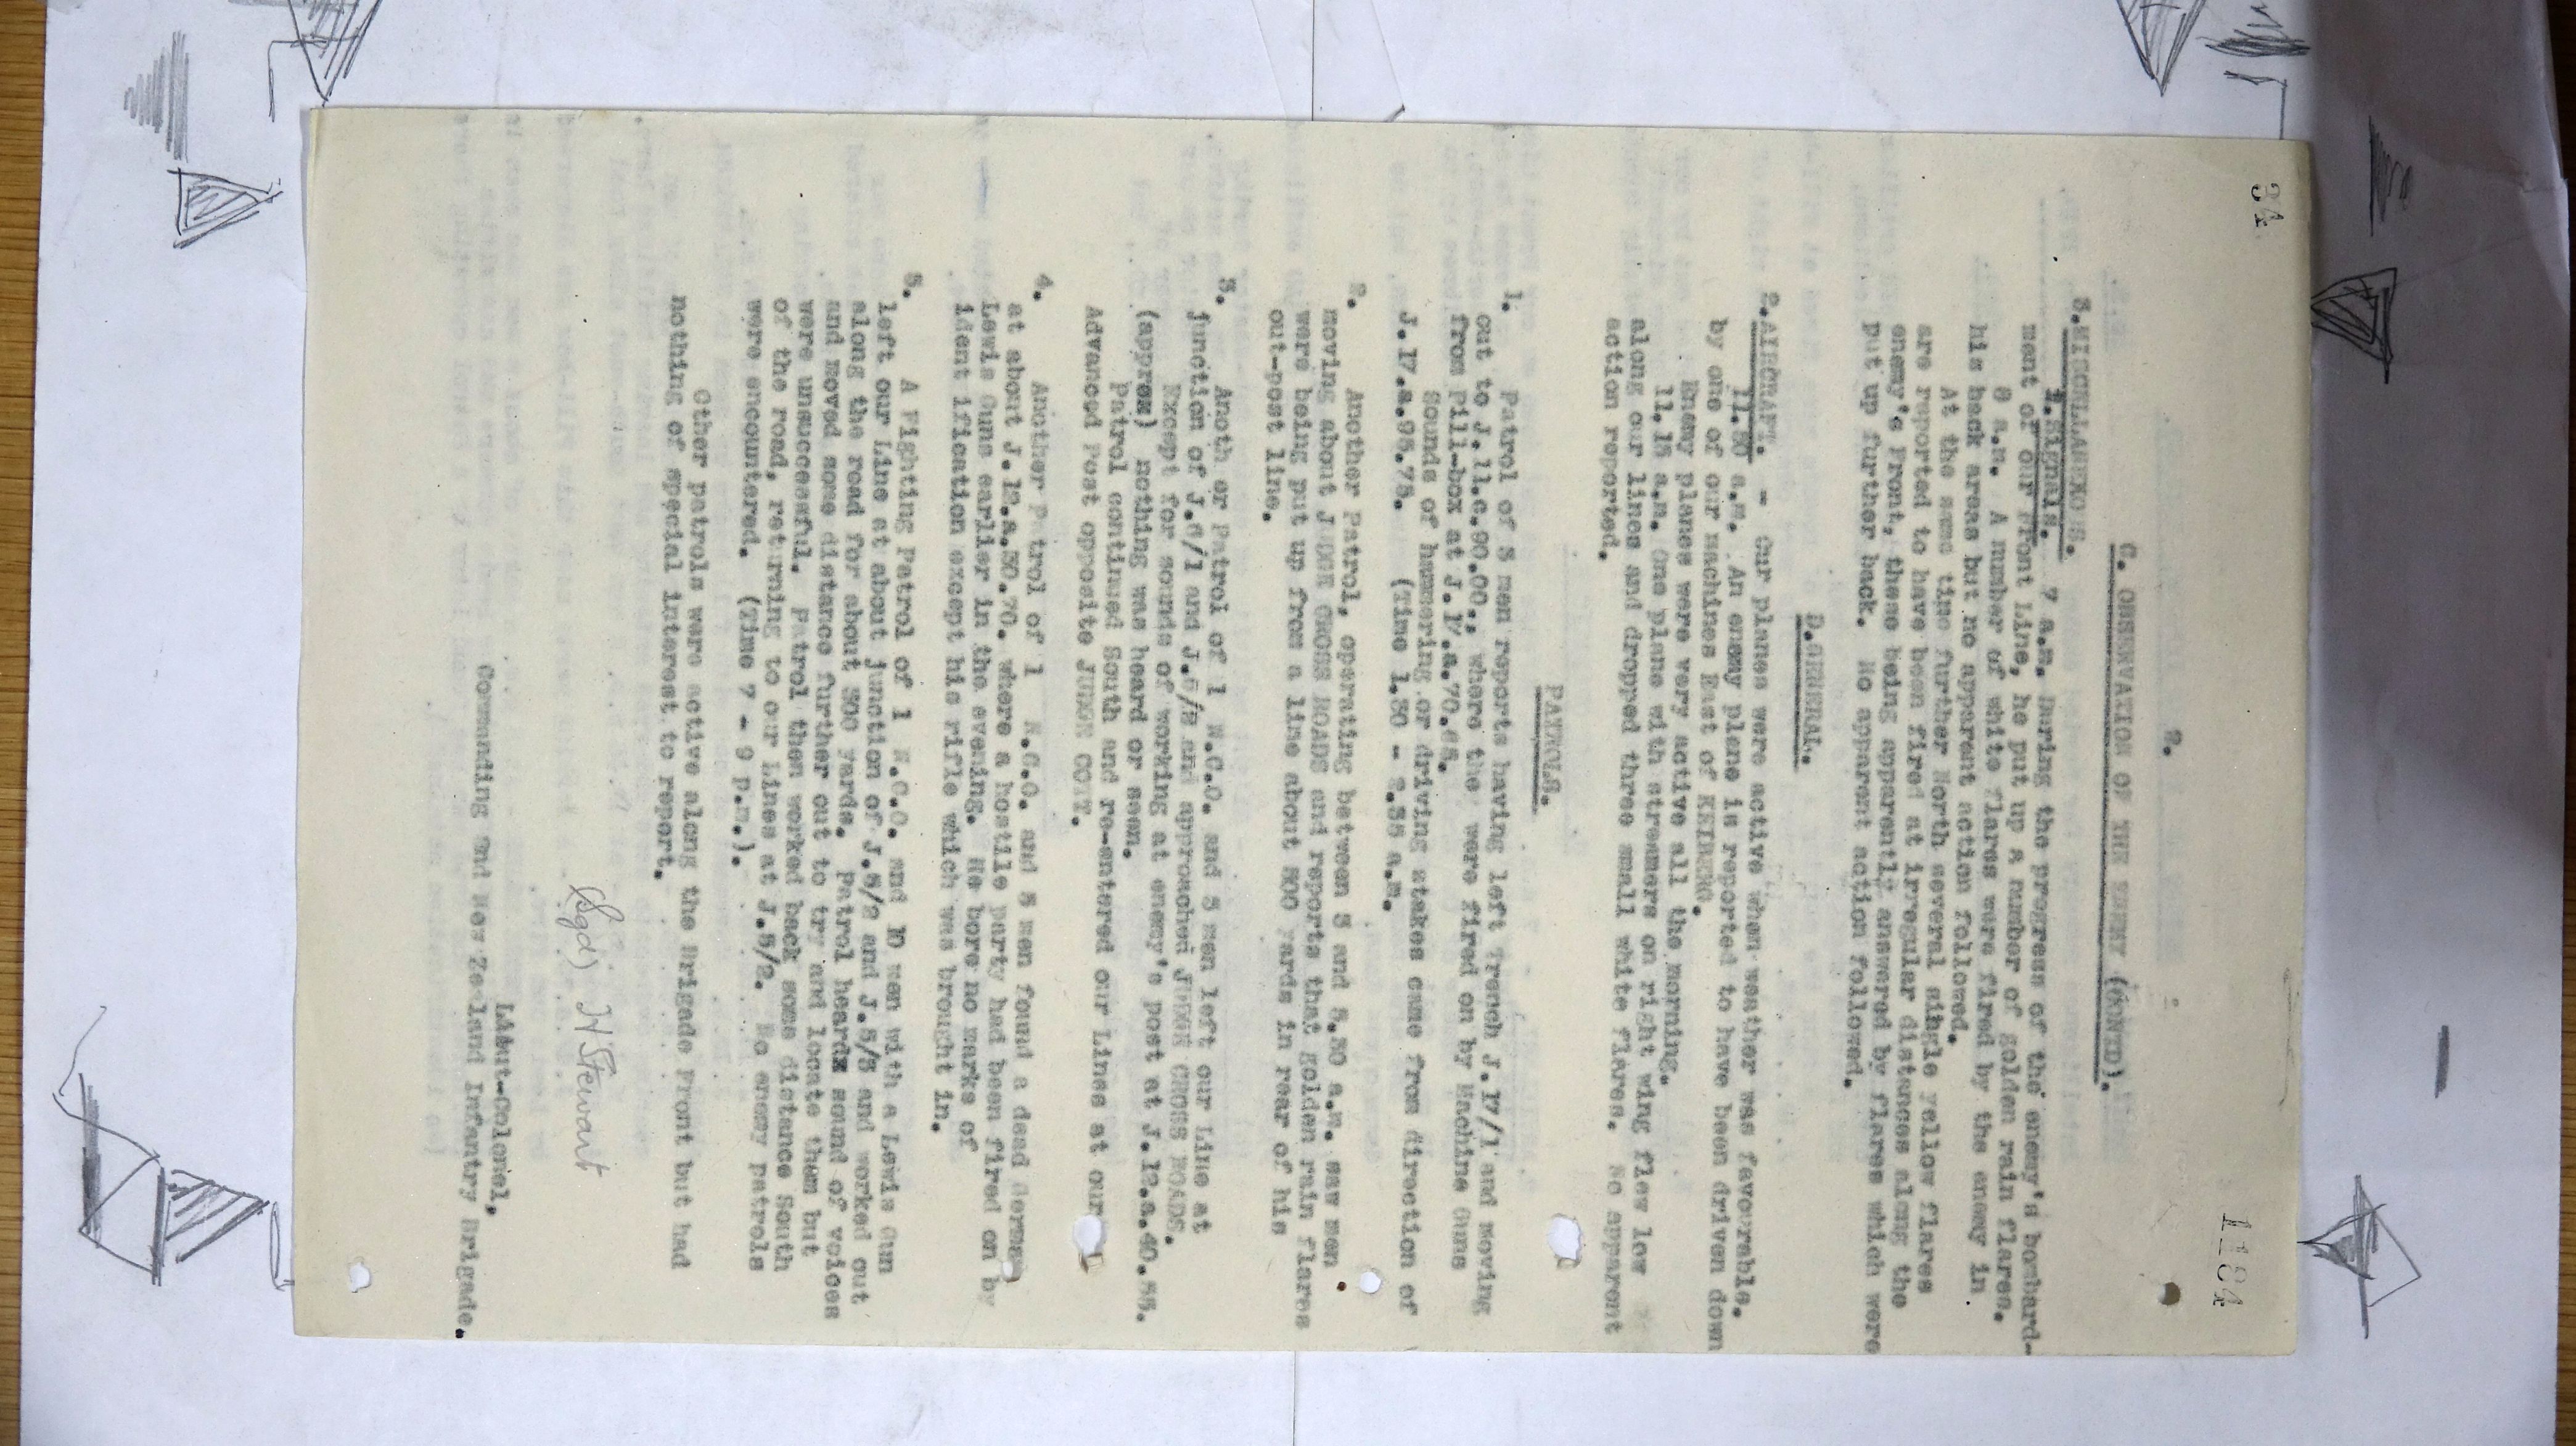 34
1184
2.
C. OBSERVATION OF THE ENEMY (CONTD).
3.MISCELLANEOUS.
1.Signals. 7 a.m. During the progress of the enemy's bombard-
ment of our Front Line, he put up a number of golden rain flares.
8 a.m. A number of white flares were fired by the enemy in
his back areas but no apparent action followed.
At the same time further North several single yellow flares
are reported to have been fired at irregular distances along the
enemy's Front, these being apparently answered by flares which were
put up further back. No apparent action followed.
D.GENERAL.
2.AIRCRAFT. - Our planes were active when weather was favourable.
11.50 a.m. An enemy plane is reported to have been driven down
by one of our machines East of KEIBERG.
Enemy planes were very active all the morning.
11.15 a.m. One plane with streamers on right wing flew low
along our lines and dropped three small white flares. No apparent
action reported.
PATROLS.
1. Patrol of 3 men reports having left Trench J.17/1 and moving
out to J.11.c.90.00., where the were fired on by Machine Guns
from Pill-box at J.17.a.70.65.
Sounds of hammering or driving stakes came from direction of
J.17.a.95.75. (Time 1.30 - 2.35 a.m.
2. Another Patrol, operating between 3 and 5.30 a.m. saw men
moving about JUDGE CROSS ROADS and reports that golden rain flares
were being put up from a line about 500 yards in rear of his
out-post line.
3. Anoth er Patrol of 1 N.C.O. and 3 men left our Line at
junction of J.6/1 and J.5/2 and approached JUDGE CROSS ROADS.
Except for sounds of working at enemy's post at J.12.a.40.55.
(approx) nothing was heard or seen.
Patrol continued South and re-entered our Lines at our
Advanced Post opposite JUDGE COTT.
4. Another Patrol of 1 N.C.O. and 3 men found a dead German
at about J.12.a.30.70. where a hostile party had been fired on by
Lewis Guns earlier in the evening. He bore no marks of
ident ification except his rifle which was brought in.
5. A Fighting Patrol of 1 N.C.O. and 10 men with a Lewis Gun
left our Line at about junction of J.5/2 and J.5/3 and worked out
along the road for about 300 yards. Patrol heardx sound of voices
and moved some distance further out to try and locate them but
were unsuccessful. Patrol then worked back some distance South
of the road, returning to our Lines at J.5/2. No enemy patrols
were encountered. (Time 7 - 9 p.m.).
Other patrols were active along the Brigade Front but had
nothing of special interest to report.
(Sgd) H Stewart
Lieut-Colonel,
Commanding 2nd New Zealand Infantry Brigade.